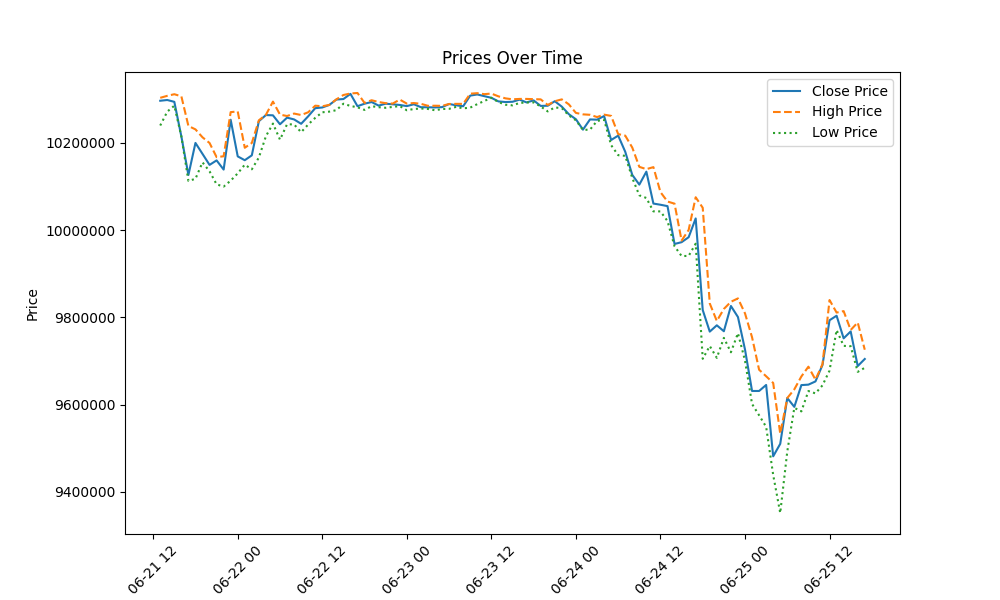 Prices Over Time
Close Price
High Price
Low Price
Price
10200000
10000000
9800000
9600000
9400000
06-21 12
06-22 00
06-22 12
06-23 00
06-23 12
06-24 00
06-24 12
06-25 00
06-25 12